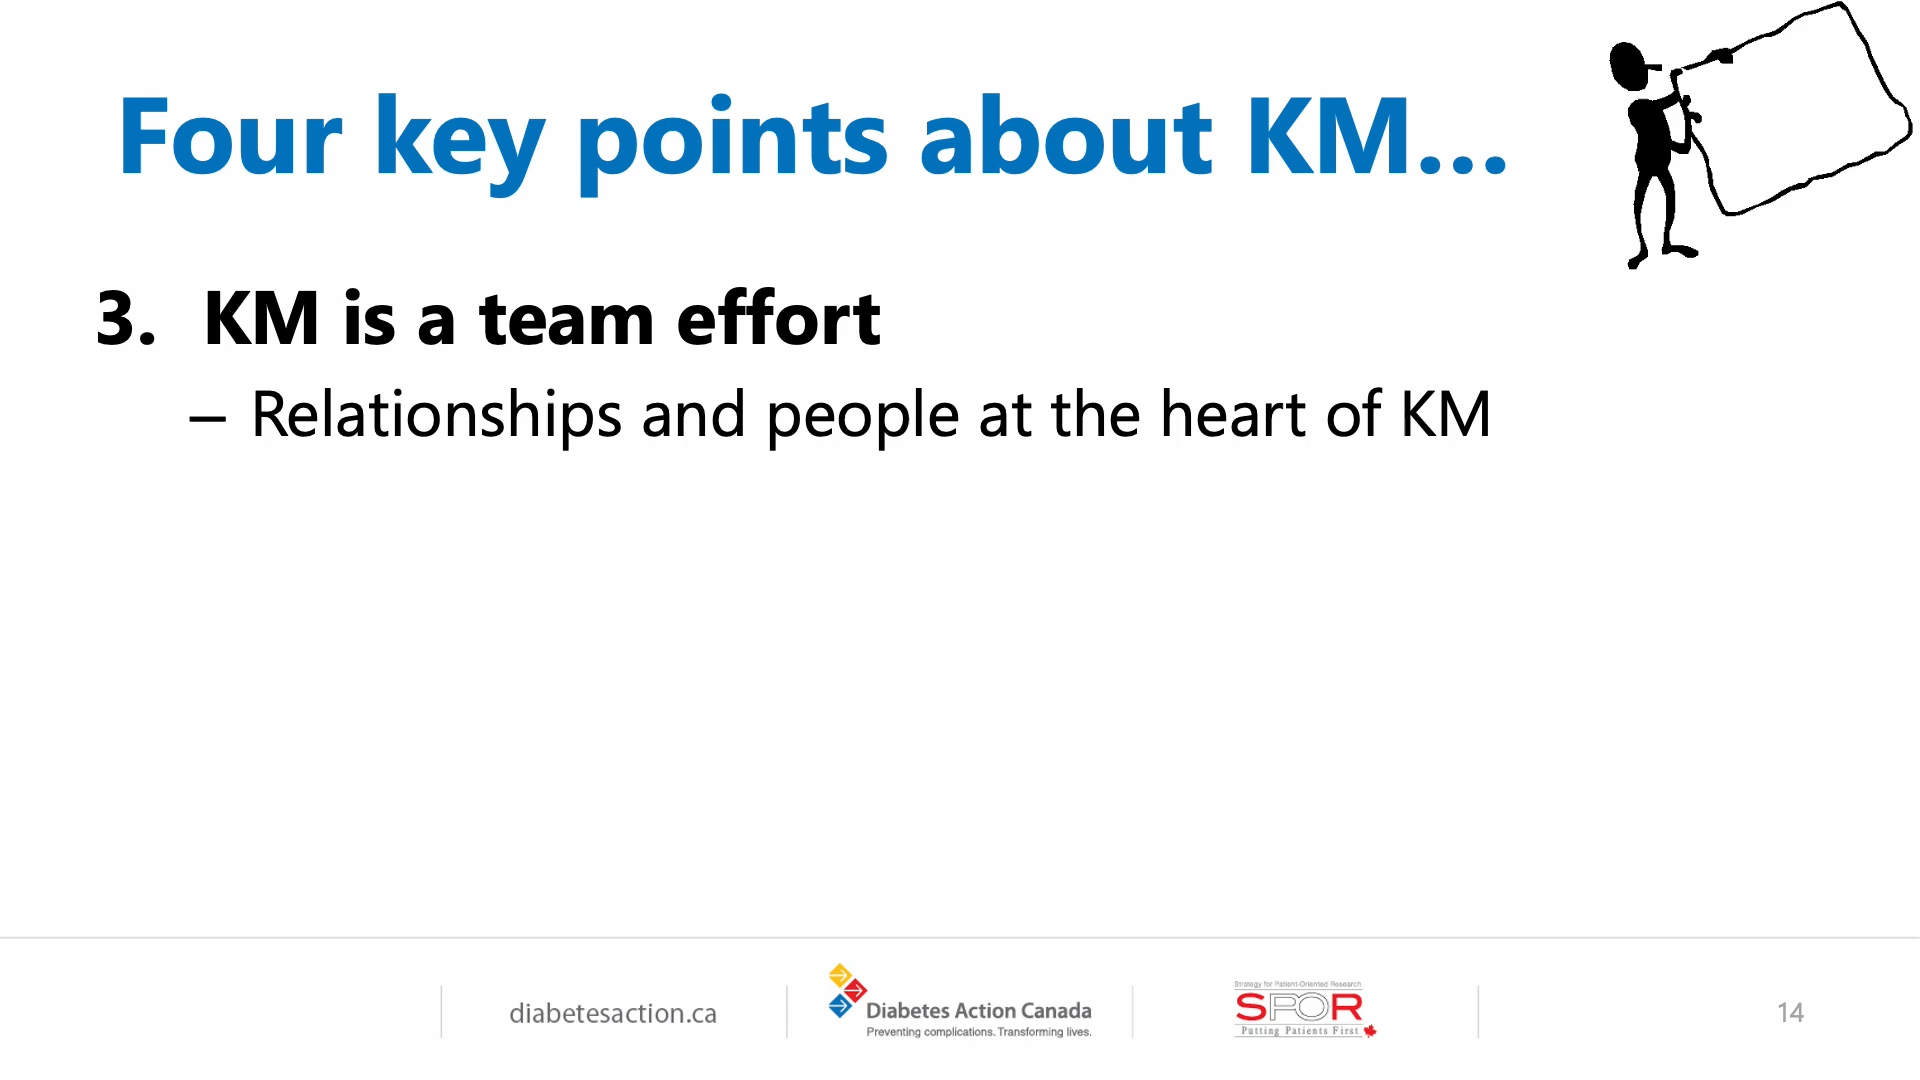 Four key points about KM...
3. KM is a team effort
– Relationships and people at the heart of KM
diabetesaction.ca
Diabetes Action Canada
Preventing complications. Transforming lives.
Strategy for Patient-Oriented Research
SPOR
Putting Patients First
14